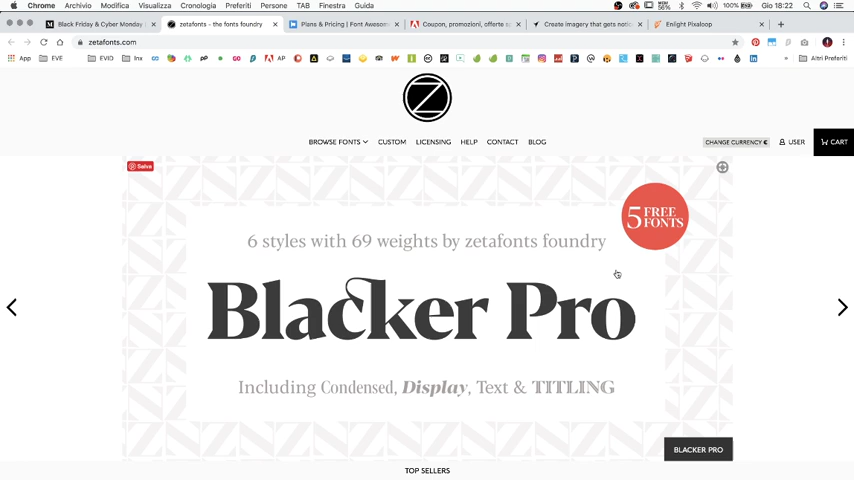 Chrome Archivio Modifica Visualizza Cronologia Preferiti Persone TAB Finestra Guida 100% Gio 18:22
Black Friday & Cyber Monday
zetafonts - the fonts foundry
Plans & Pricing | Font Awesom
Coupon, promozioni, offerte s
Create imagery that gets notic
Enlight Pixaloop
zetafonts.com
App EVE EVID Inx AP Altri Preferiti
BROWSE FONTS CUSTOM LICENSING HELP CONTACT BLOG
CHANGE CURRENCY € USER CART
Salva
5 FREE FONTS
6 styles with 69 weights by zetafonts foundry
Blacker Pro
Including Condensed, Display, Text & TITLING
BLACKER PRO
TOP SELLERS